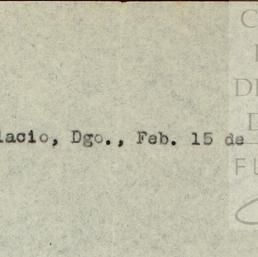 lacio, Dgo., Feb. 15 de